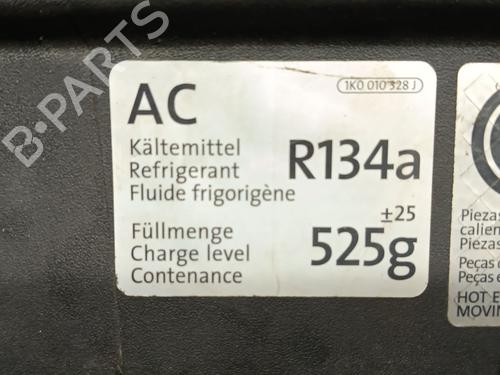 B-PARTS
AC
1K0 010 328 J
Kältemittel
Refrigerant
Fluide frigorigène
R134a
Füllmenge
Charge level
Contenance
±25
525g
Piezas
calien
Piezas
Peças
Peças e
HOT E
MOVIN